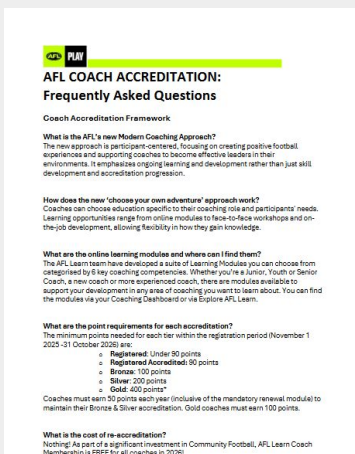 AFL PLAY
AFL COACH ACCREDITATION:
Frequently Asked Questions
Coach Accreditation Framework
What is the AFL's new Modern Coaching Approach?
The new approach is participant-centered, focusing on creating positive football
experiences and supporting coaches to become effective leaders in their
environments. It emphasizes ongoing learning and development rather than just skill
development and accreditation progression.
How does the new 'choose your own adventure' approach work?
Coaches can choose education specific to their coaching role and participants' needs.
Learning opportunities range from online modules to face-to-face workshops and on-
the-job development, allowing flexibility in how they gain knowledge.
What are the online learning modules and where can I find them?
The AFL Learn team have developed a suite of Learning Modules you can choose from
categorised by 6 key coaching competencies. Whether you're a Junior, Youth or Senior
Coach, a new coach or more experienced coach, there are modules available to
support your development in any area of coaching you want to learn about. You can find
the modules via your Coaching Dashboard or via Explore AFL Learn.
What are the point requirements for each accreditation?
The minimum points needed for each tier within the registration period (November 1
2025 -31 October 2026) are:
o Registered: Under 90 points
o Registered Accredited: 90 points
o Bronze: 100 points
o Silver: 200 points
o Gold: 400 points*
Coaches must earn 50 points each year (inclusive of the mandatory renewal module) to
maintain their Bronze & Silver accreditation. Gold coaches must earn 100 points.
What is the cost of re-accreditation?
Nothing! As part of a significant investment in Community Football, AFL Learn Coach
Membership is FREE for all coaches in 2026!